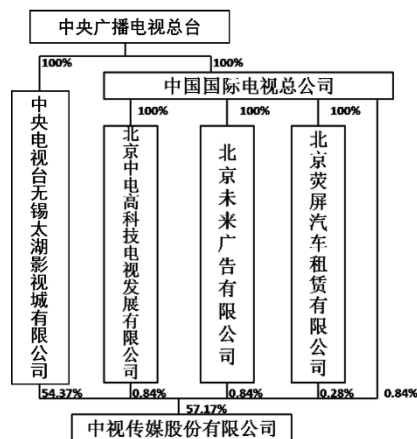 中央广播电视总台
100%
100%
中国国际电视总公司
100%
100%
100%
中央电视台无锡太湖影视城有限公司
北京中电高科技电视发展有限公司
北京未来广告有限公司
北京荧屏汽车租赁有限公司
54.37%
0.84%
0.84%
0.28%
0.84%
57.17%
中视传媒股份有限公司